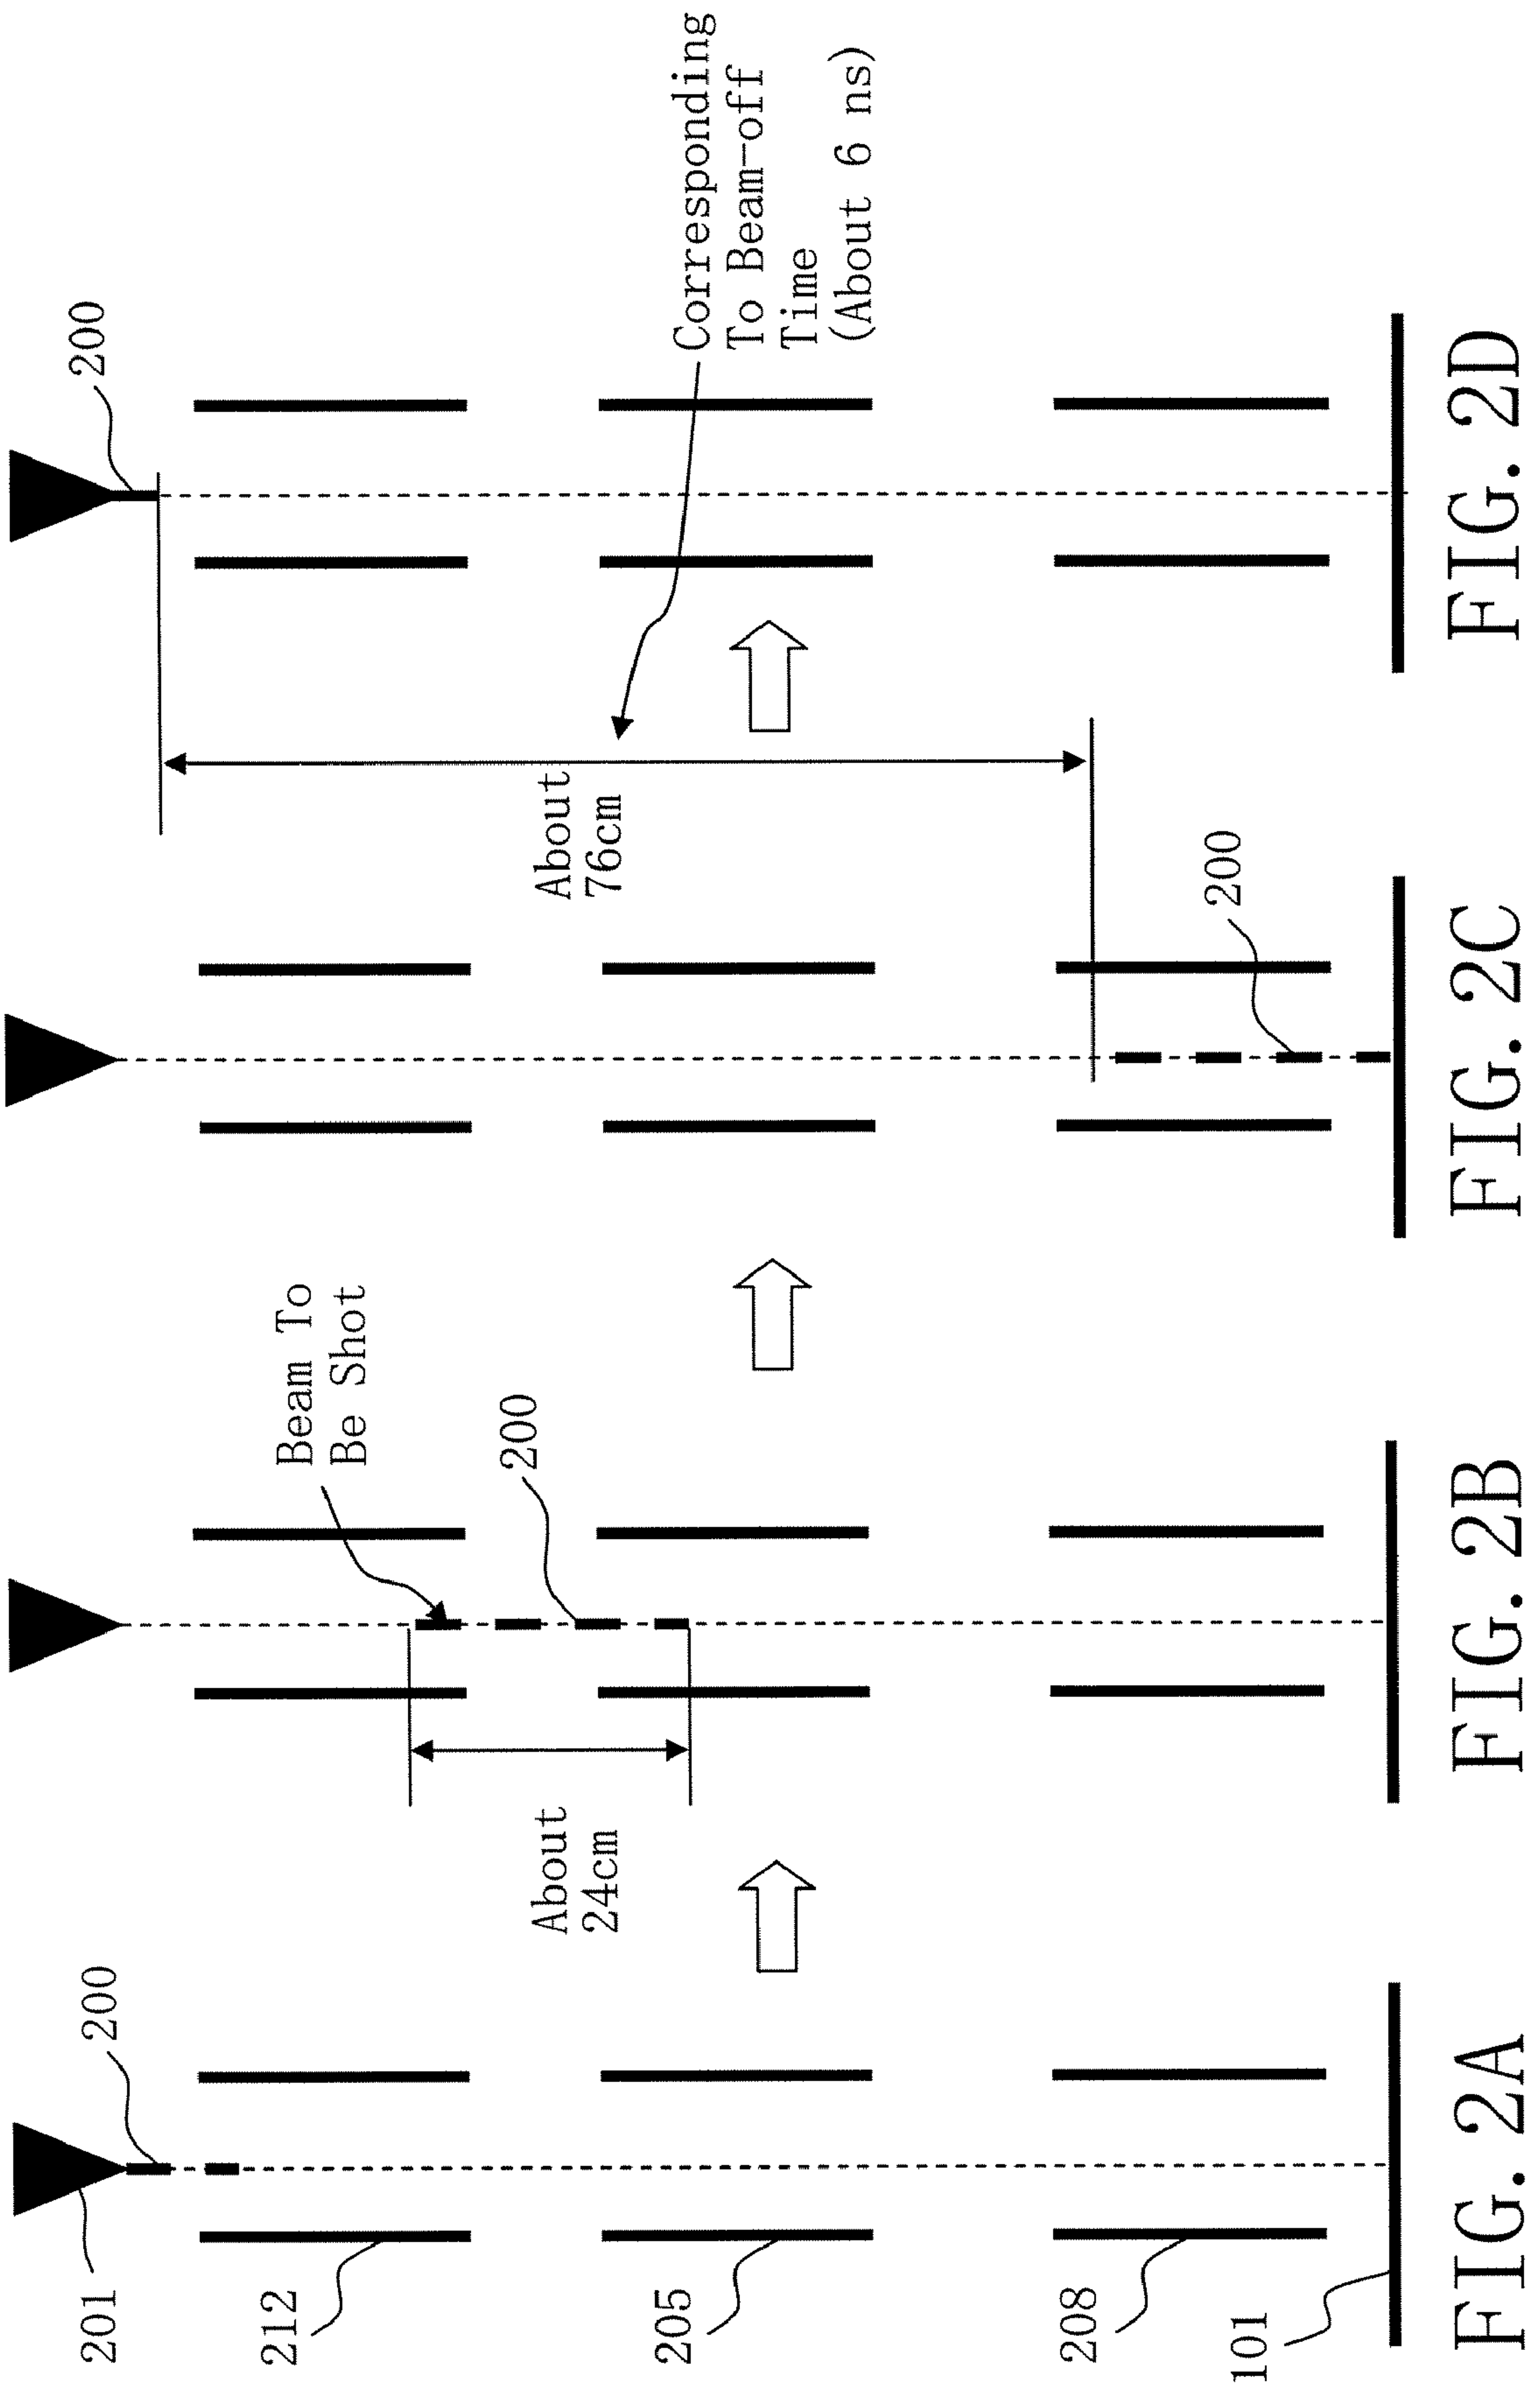 201
200
212
205
208
101
FIG. 2A
About
24cm
Beam To
Be Shot
200
FIG. 2B
200
FIG. 2C
About
76cm
200
Corresponding
To Beam-off
Time
(About 6 ns)
FIG. 2D